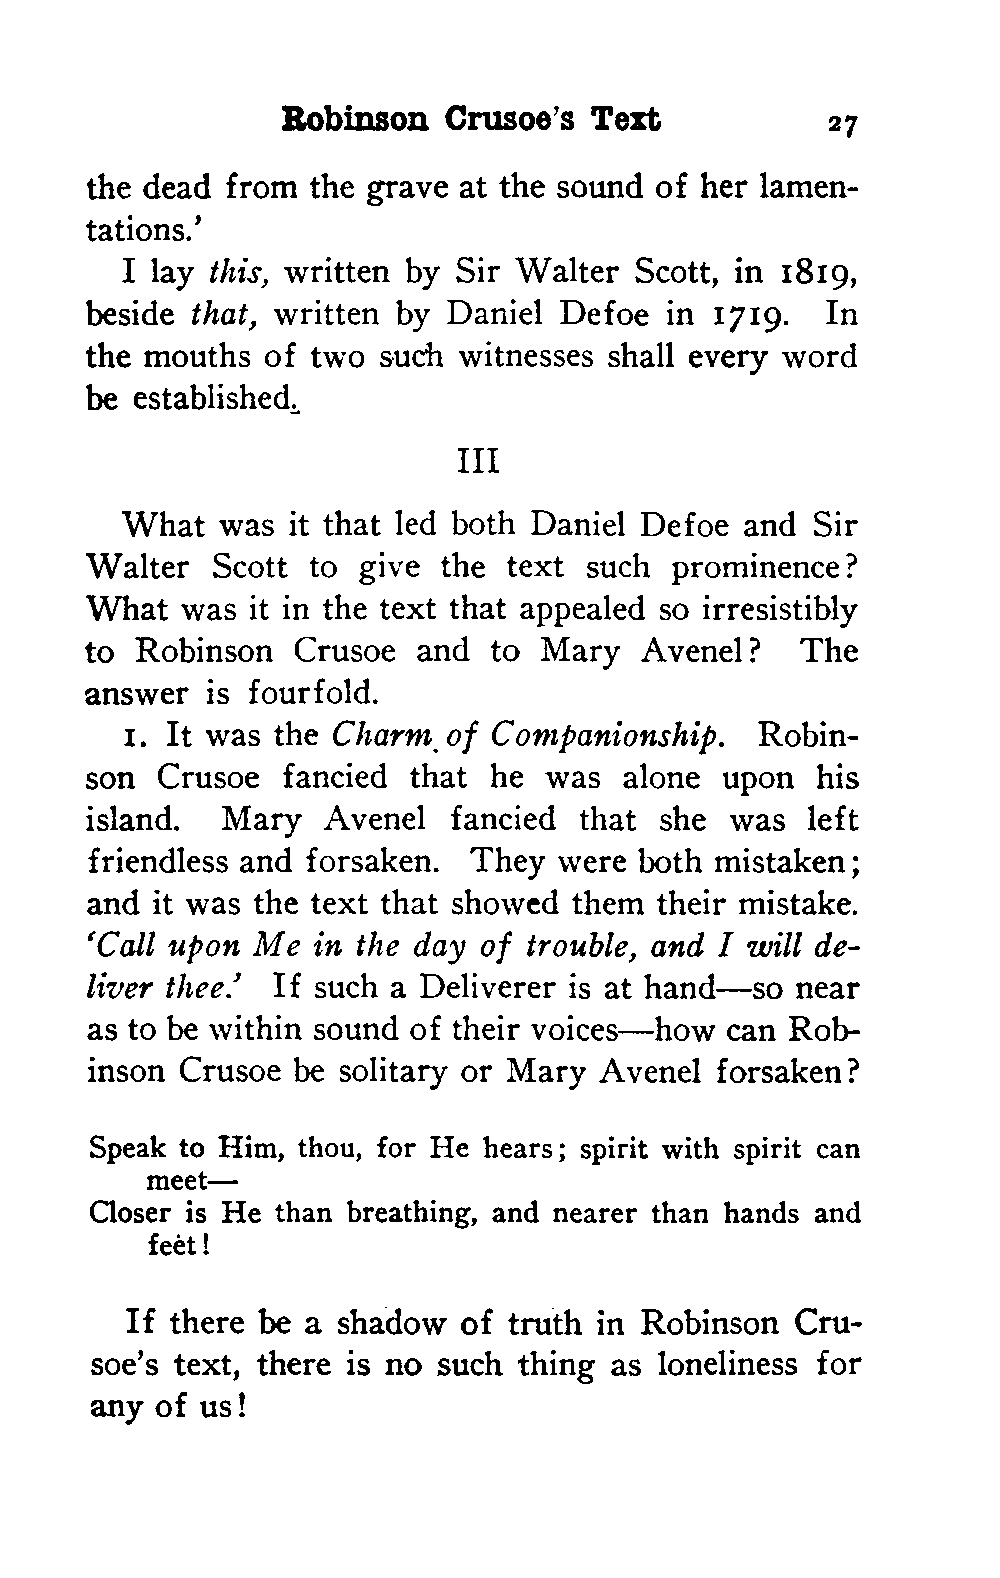 Robinson Crusoe's Text 27
the dead from the grave at the sound of her lamen-
tations.'
I lay this, written by Sir Walter Scott, in 1819,
beside that, written by Daniel Defoe in 1719. In
the mouths of two such witnesses shall every word
be established.
III
What was it that led both Daniel Defoe and Sir
Walter Scott to give the text such prominence?
What was it in the text that appealed so irresistibly
to Robinson Crusoe and to Mary Avenel? The
answer is fourfold.
1. It was the Charm of Companionship. Robin-
son Crusoe fancied that he was alone upon his
island. Mary Avenel fancied that she was left
friendless and forsaken. They were both mistaken;
and it was the text that showed them their mistake.
'Call upon Me in the day of trouble, and I will de-
liver thee.' If such a Deliverer is at hand—so near
as to be within sound of their voices—how can Rob-
inson Crusoe be solitary or Mary Avenel forsaken?
Speak to Him, thou, for He hears; spirit with spirit can
meet—
Closer is He than breathing, and nearer than hands and
feet!
If there be a shadow of truth in Robinson Cru-
soe's text, there is no such thing as loneliness for
any of us!